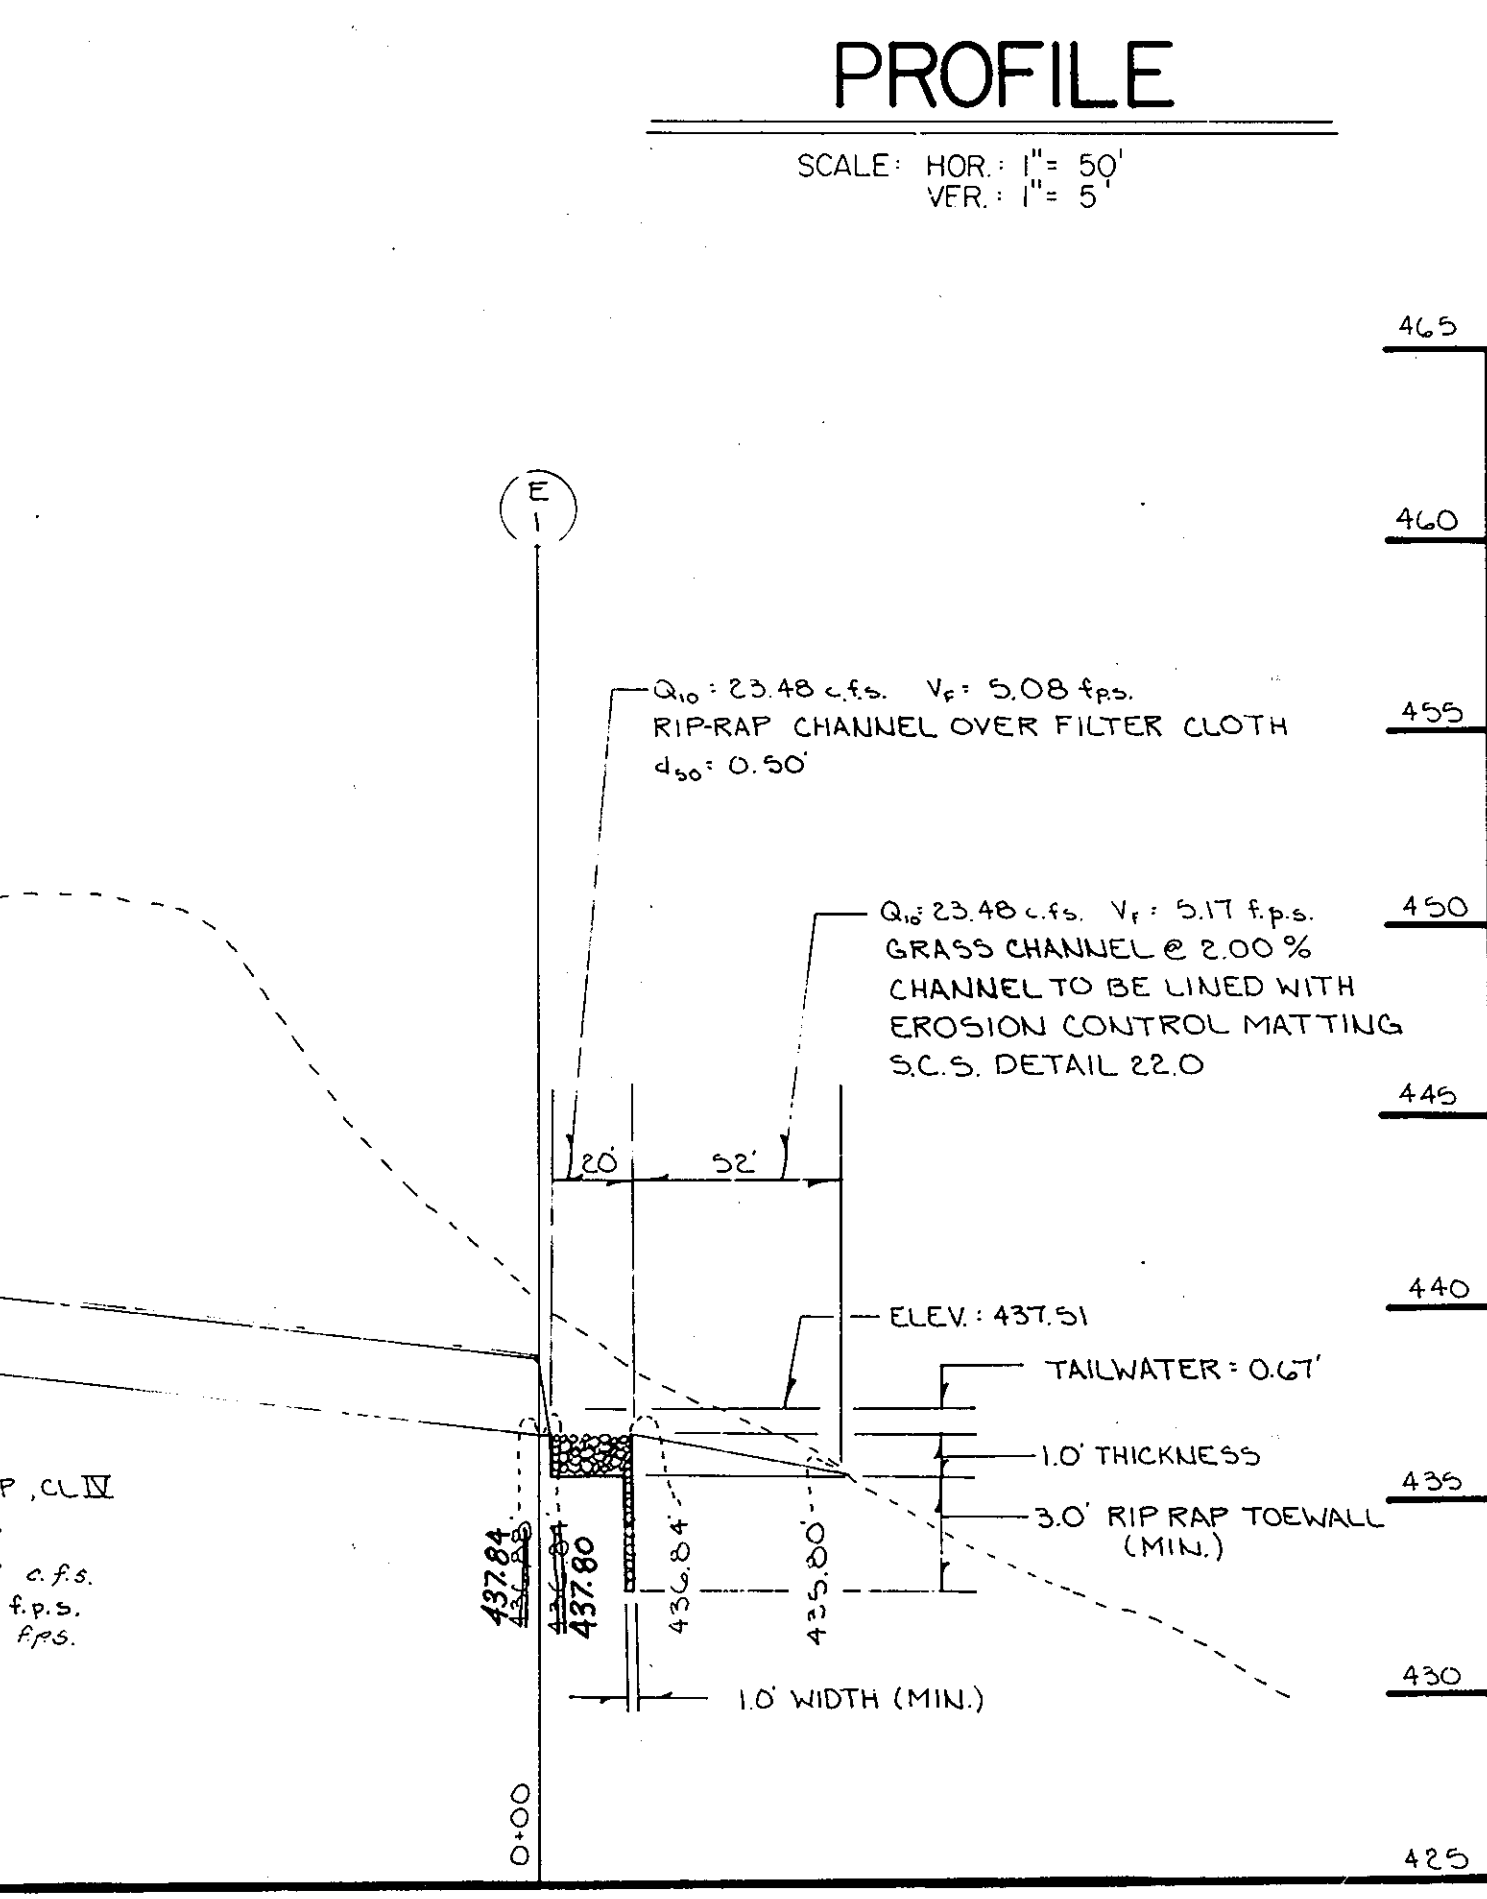 PROFILE
SCALE: HOR.: 1"= 50'
VER.: 1"= 5'
465
E
460
Q10 = 23.48 c.f.s. VF = 5.08 f.p.s.
RIP-RAP CHANNEL OVER FILTER CLOTH
d50 = 0.50'
455
Q10 = 23.48 c.f.s. VF = 5.17 f.p.s.
GRASS CHANNEL @ 2.00 %
CHANNEL TO BE LINED WITH
EROSION CONTROL MATTING
S.C.S. DETAIL 22.0
450
445
20'
52'
440
ELEV. : 437.51
TAILWATER = 0.67'
1.0' THICKNESS
435
P, CL IV
3.0' RIP RAP TOEWALL
(MIN.)
c.f.s.
f.p.s.
f.p.s.
437.84
436.88
436.84
437.80
436.84
435.80
1.0' WIDTH (MIN.)
430
0+00
425